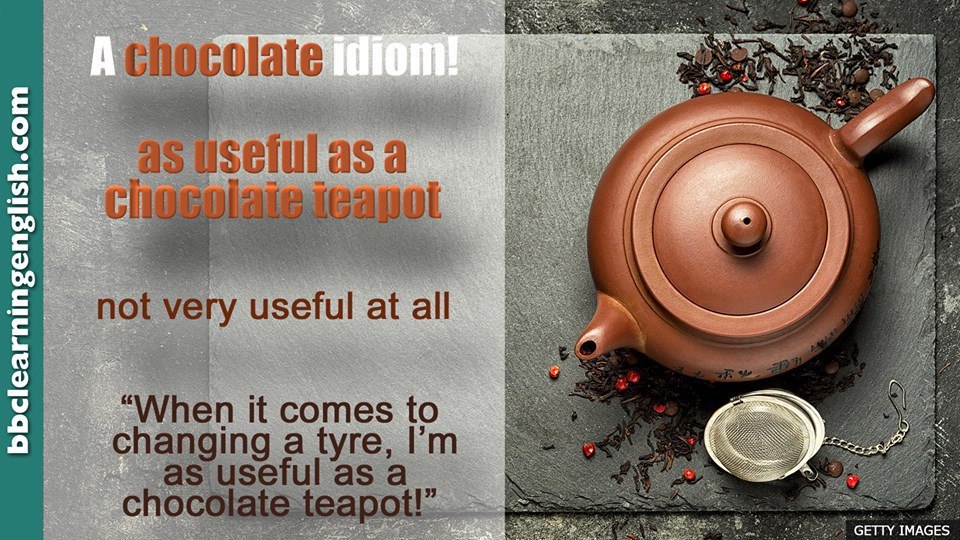 bbclearningenglish.com
A chocolate idiom!
as useful as a
chocolate teapot
not very useful at all
“When it comes to
changing a tyre, I’m
as useful as a
chocolate teapot!”
GETTY IMAGES